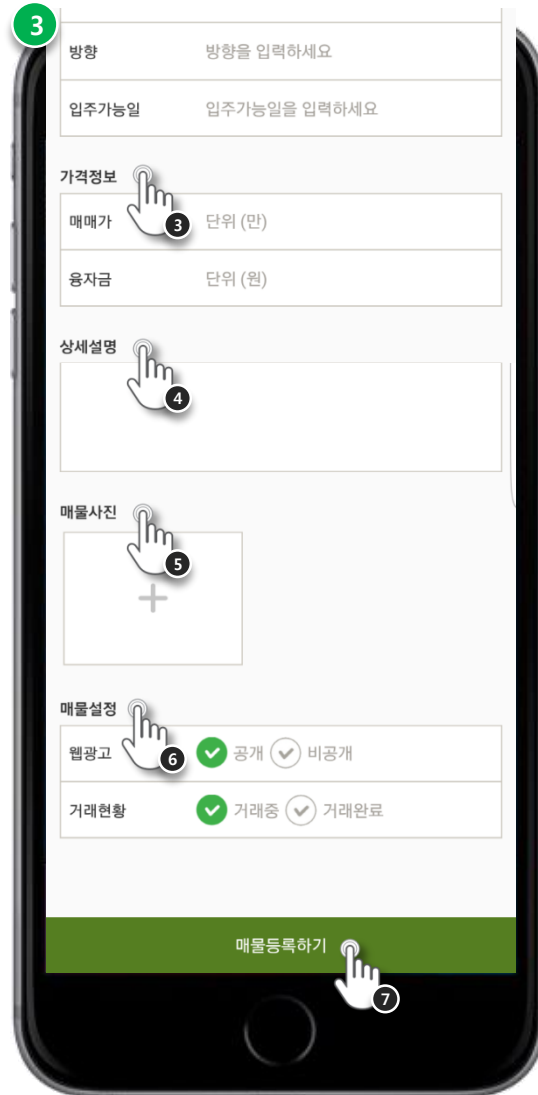 3
방향 방향을 입력하세요
입주가능일 입주가능일을 입력하세요
가격정보
매매가 3 단위 (만)
융자금 단위 (원)
상세설명
4
매물사진
5
매물설정
웹광고 6 공개 비공개
거래현황 거래중 거래완료
매물등록하기
7